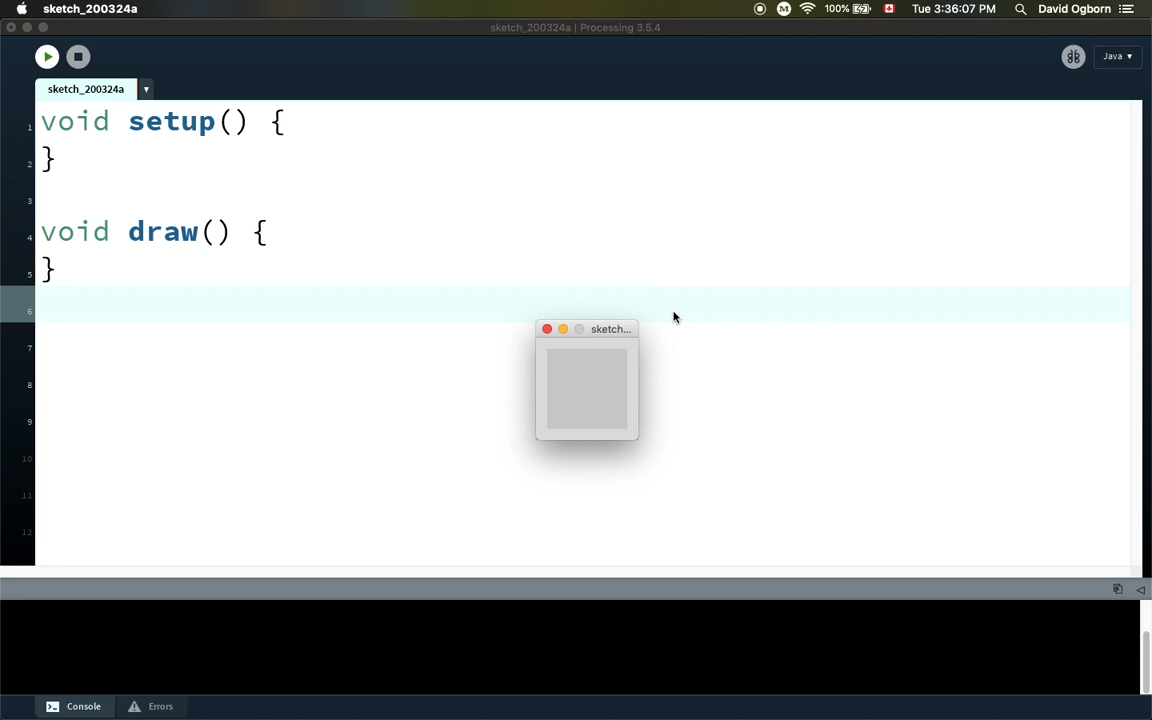 sketch_200324a
100%
Tue 3:36:07 PM
David Ogborn
sketch_200324a | Processing 3.5.4
Java ▾
sketch_200324a ▾
1 void setup() {
2 }
3
4 void draw() {
5 }
6
sketch...
7
8
9
10
11
12
Console
Errors